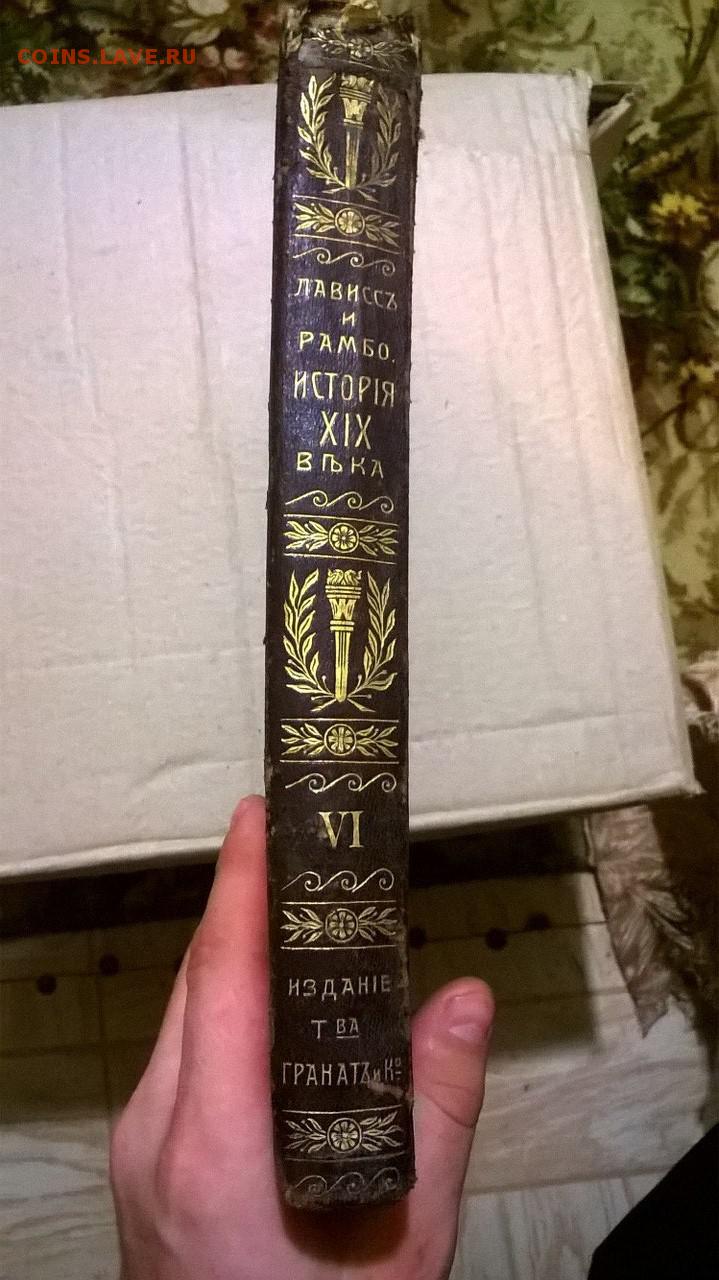 COINS.LAVE.RU
ЛАВИССЪ
И
РАМБО.
ИСТОРІЯ
XIX
ВѢКА
VI
ИЗДАНІЕ
Т ВА
ГРАНАТЪ и Кº